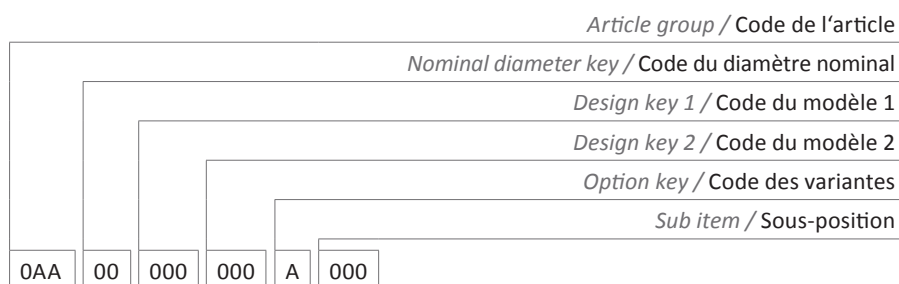 Article group / Code de l‘article
Nominal diameter key / Code du diamètre nominal
Design key 1 / Code du modèle 1
Design key 2 / Code du modèle 2
Option key / Code des variantes
Sub item / Sous-position
0AA 00 000 000 A 000